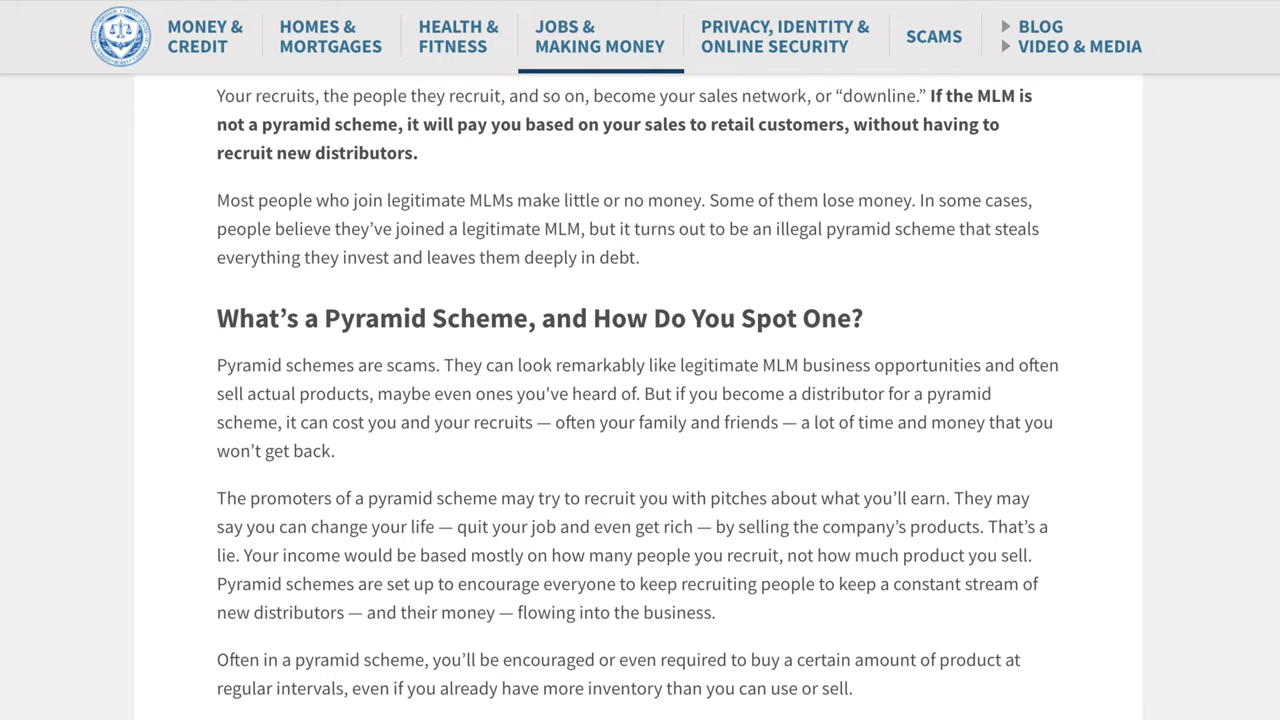 MONEY &
CREDIT
HOMES &
MORTGAGES
HEALTH &
FITNESS
JOBS &
MAKING MONEY
PRIVACY, IDENTITY &
ONLINE SECURITY
SCAMS
BLOG
VIDEO & MEDIA
Your recruits, the people they recruit, and so on, become your sales network, or “downline.” If the MLM is
not a pyramid scheme, it will pay you based on your sales to retail customers, without having to
recruit new distributors.
Most people who join legitimate MLMs make little or no money. Some of them lose money. In some cases,
people believe they’ve joined a legitimate MLM, but it turns out to be an illegal pyramid scheme that steals
everything they invest and leaves them deeply in debt.
What’s a Pyramid Scheme, and How Do You Spot One?
Pyramid schemes are scams. They can look remarkably like legitimate MLM business opportunities and often
sell actual products, maybe even ones you've heard of. But if you become a distributor for a pyramid
scheme, it can cost you and your recruits — often your family and friends — a lot of time and money that you
won’t get back.
The promoters of a pyramid scheme may try to recruit you with pitches about what you’ll earn. They may
say you can change your life — quit your job and even get rich — by selling the company’s products. That’s a
lie. Your income would be based mostly on how many people you recruit, not how much product you sell.
Pyramid schemes are set up to encourage everyone to keep recruiting people to keep a constant stream of
new distributors — and their money — flowing into the business.
Often in a pyramid scheme, you’ll be encouraged or even required to buy a certain amount of product at
regular intervals, even if you already have more inventory than you can use or sell.